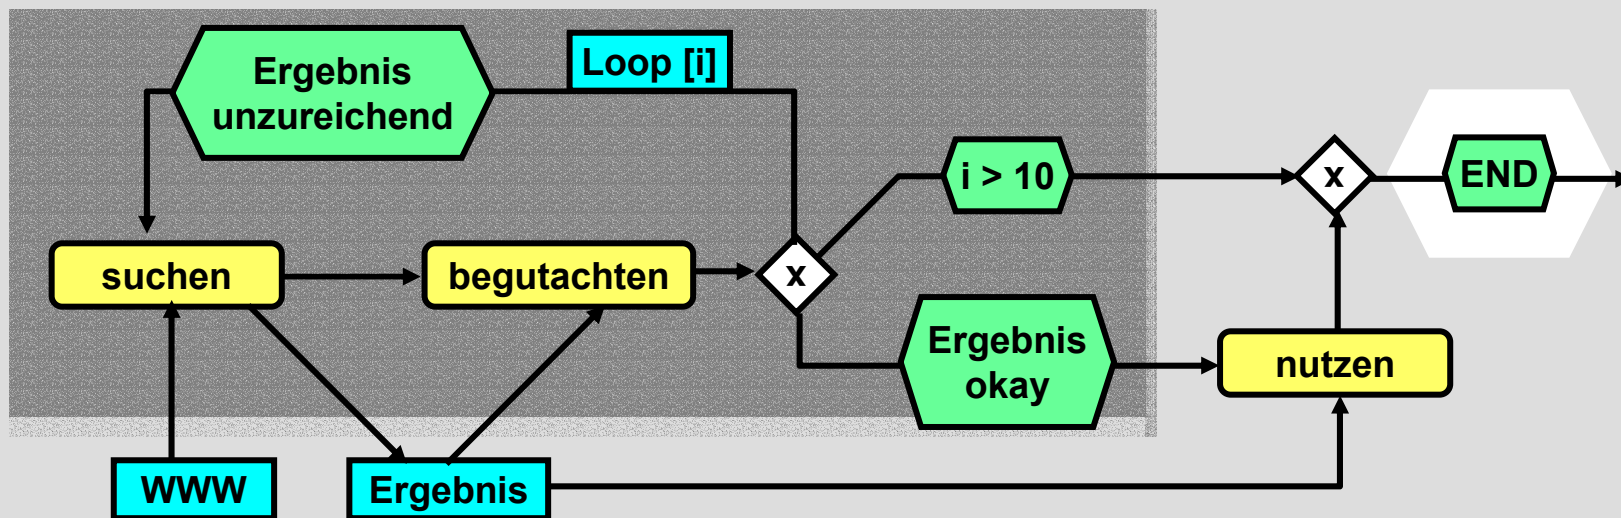 Ergebnis
unzureichend
Loop [i]
i > 10
x
END
suchen
begutachten
x
Ergebnis
okay
nutzen
WWW
Ergebnis